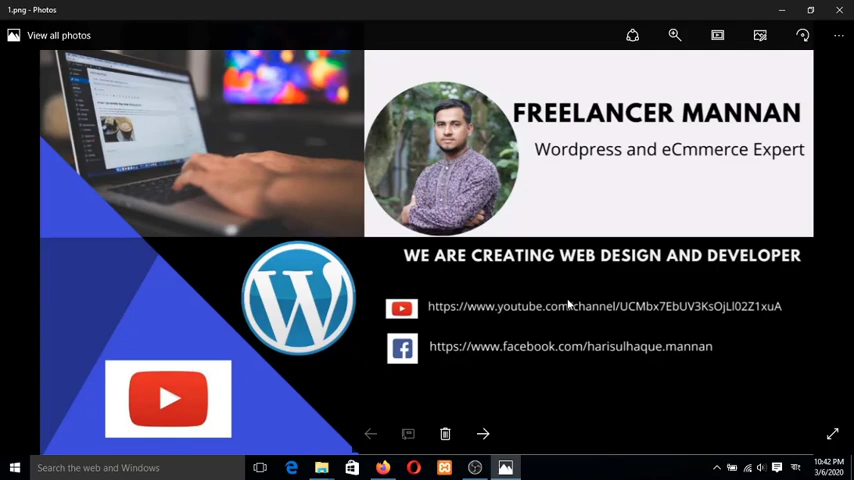 1.png - Photos
View all photos
FREELANCER MANNAN
Wordpress and eCmmerce Expert
WE ARE CREATING WEB DESIGN AND DEVELOPER
https://www.youtube.com/channel/UCMbx7EbUV3KsOjLl02Z1xuA
https://www.facebook.com/harisulhaque.mannan
Search the web and Windows
10:42 PM
3/6/2020